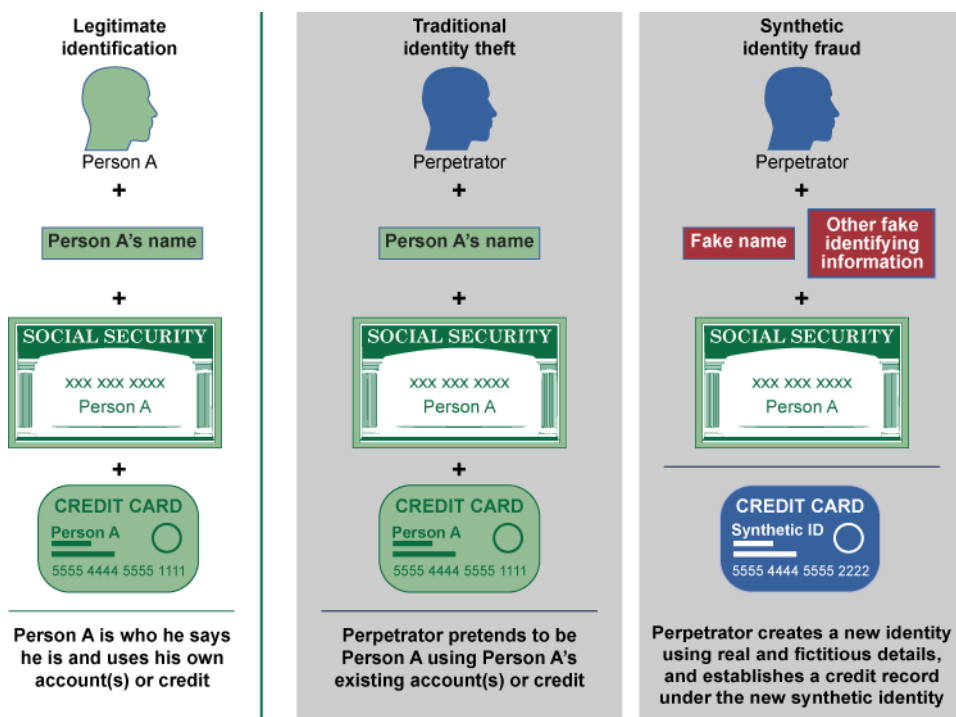 Legitimate
identification
Person A
+
Person A's name
+
SOCIAL SECURITY
xxx xxx xxxx
Person A
+
CREDIT CARD
Person A
5555 4444 5555 1111
Person A is who he says
he is and uses his own
account(s) or credit
Traditional
identity theft
Perpetrator
+
Person A's name
+
SOCIAL SECURITY
xxx xxx xxxx
Person A
+
CREDIT CARD
Person A
5555 4444 5555 1111
Perpetrator pretends to be
Person A using Person A's
existing account(s) or credit
Synthetic
identity fraud
Perpetrator
+
Fake name
Other fake
identifying
information
+
SOCIAL SECURITY
xxx xxx xxxx
Person A
CREDIT CARD
Synthetic ID
5555 4444 5555 2222
Perpetrator creates a new identity
using real and fictitious details,
and establishes a credit record
under the new synthetic identity